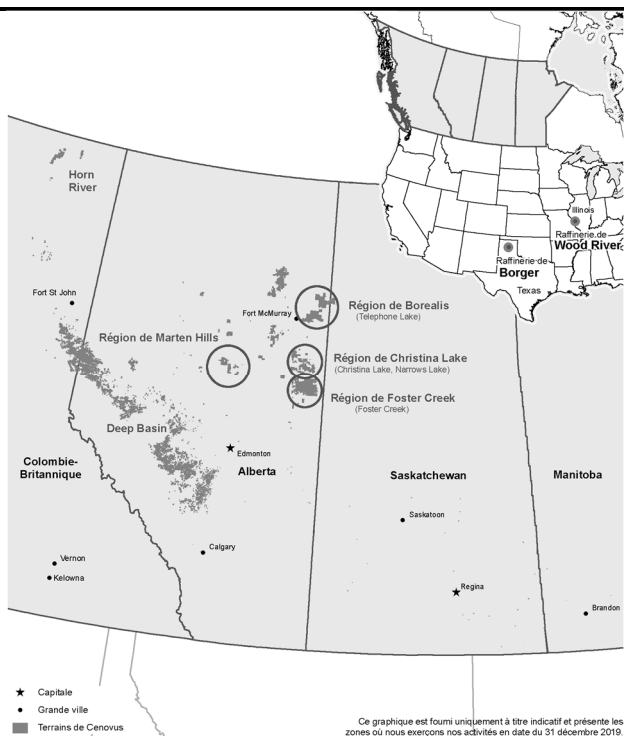 Horn
River
Fort St John
Illinois
Raffinerie de
Wood River
Raffinerie de
Borger
Texas
Fort McMurray
Région de Borealis
(Telephone Lake)
Région de Marten Hills
Région de Christina Lake
(Christina Lake, Narrows Lake)
Région de Foster Creek
(Foster Creek)
Deep Basin
Edmonton
Colombie-
Britannique
Alberta
Saskatchewan
Manitoba
Saskatoon
Calgary
Vernon
Kelowna
Regina
Brandon
Capitale
Grande ville
Terrains de Cenovus
Ce graphique est fourni uniquement à titre indicatif et présente les
zones où nous exerçons nos activités en date du 31 décembre 2019.